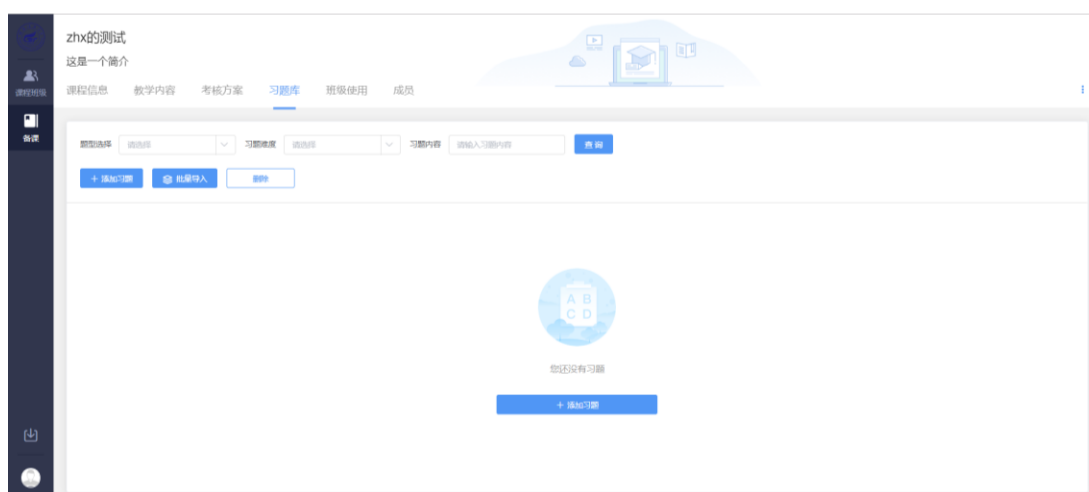 zhx的测试
这是一个简介
课程信息 教学内容 考核方案 习题库 班级使用 成员
课程班级
备课
题型选择 请选择 习题难度 请选择 习题内容 请输入习题内容 查询
+ 添加习题 批量导入 删除
A B
C D
您还没有习题
+ 添加习题